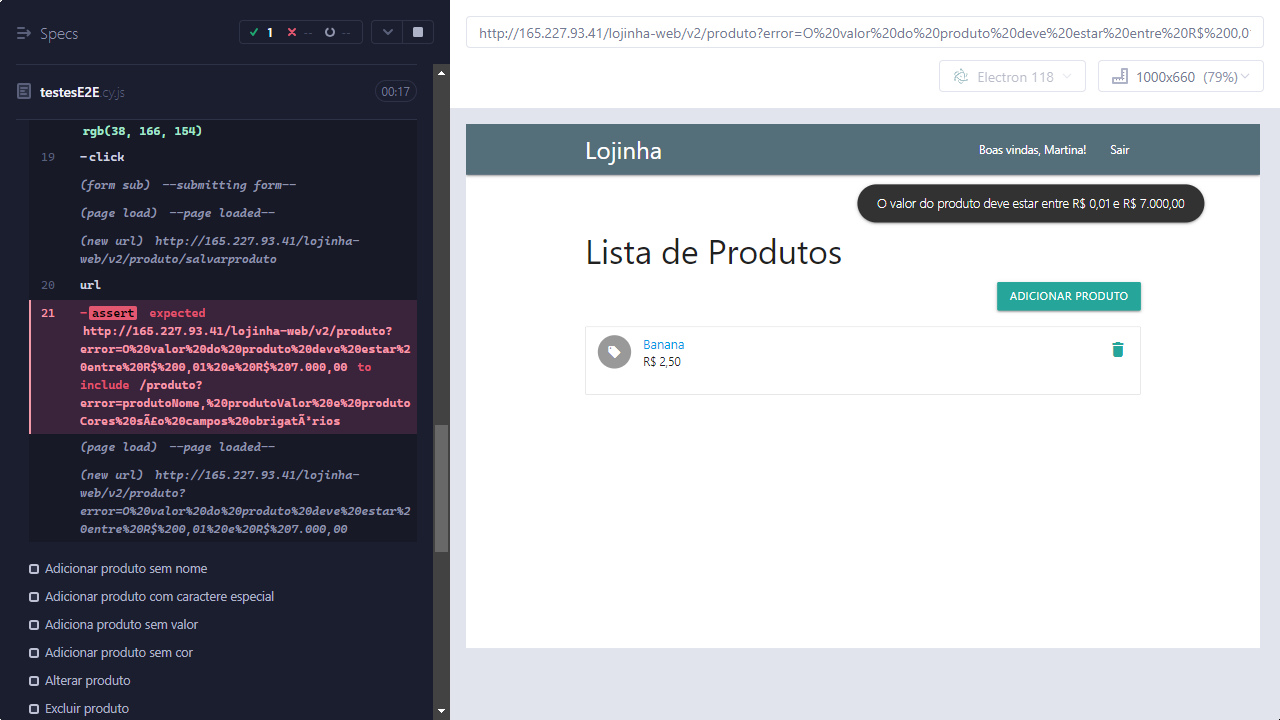 Specs
1
--
--
testesE2E.cy.js
00:17
rgb(38, 166, 154)
19 -click
(form sub) --submitting form--
(page load) --page loaded--
(new url) http://165.227.93.41/lojinha-
web/v2/produto/salvarproduto
20 url
21 -assert expected
http://165.227.93.41/lojinha-web/v2/produto?
error=O%20valor%20do%20produto%20deve%20estar%2
0entre%20R$%200,01%20e%20R$%207.000,00 to
include /produto?
error=produtoNome,%20produtoValor%20e%20produto
Cores%20sÃ£o%20campos%20obrigatÃ³rios
(page load) --page loaded--
(new url) http://165.227.93.41/lojinha-
web/v2/produto?
error=O%20valor%20do%20produto%20deve%20estar%2
0entre%20R$%200,01%20e%20R$%207.000,00
Adicionar produto sem nome
Adicionar produto com caractere especial
Adiciona produto sem valor
Adicionar produto sem cor
Alterar produto
Excluir produto
http://165.227.93.41/lojinha-web/v2/produto?error=O%20valor%20do%20produto%20deve%20estar%20entre%20R$%200,0
Electron 118
1000x660 (79%)
Lojinha
Boas vindas, Martina!
Sair
O valor do produto deve estar entre R$ 0,01 e R$ 7.000,00
Lista de Produtos
ADICIONAR PRODUTO
Banana
R$ 2,50